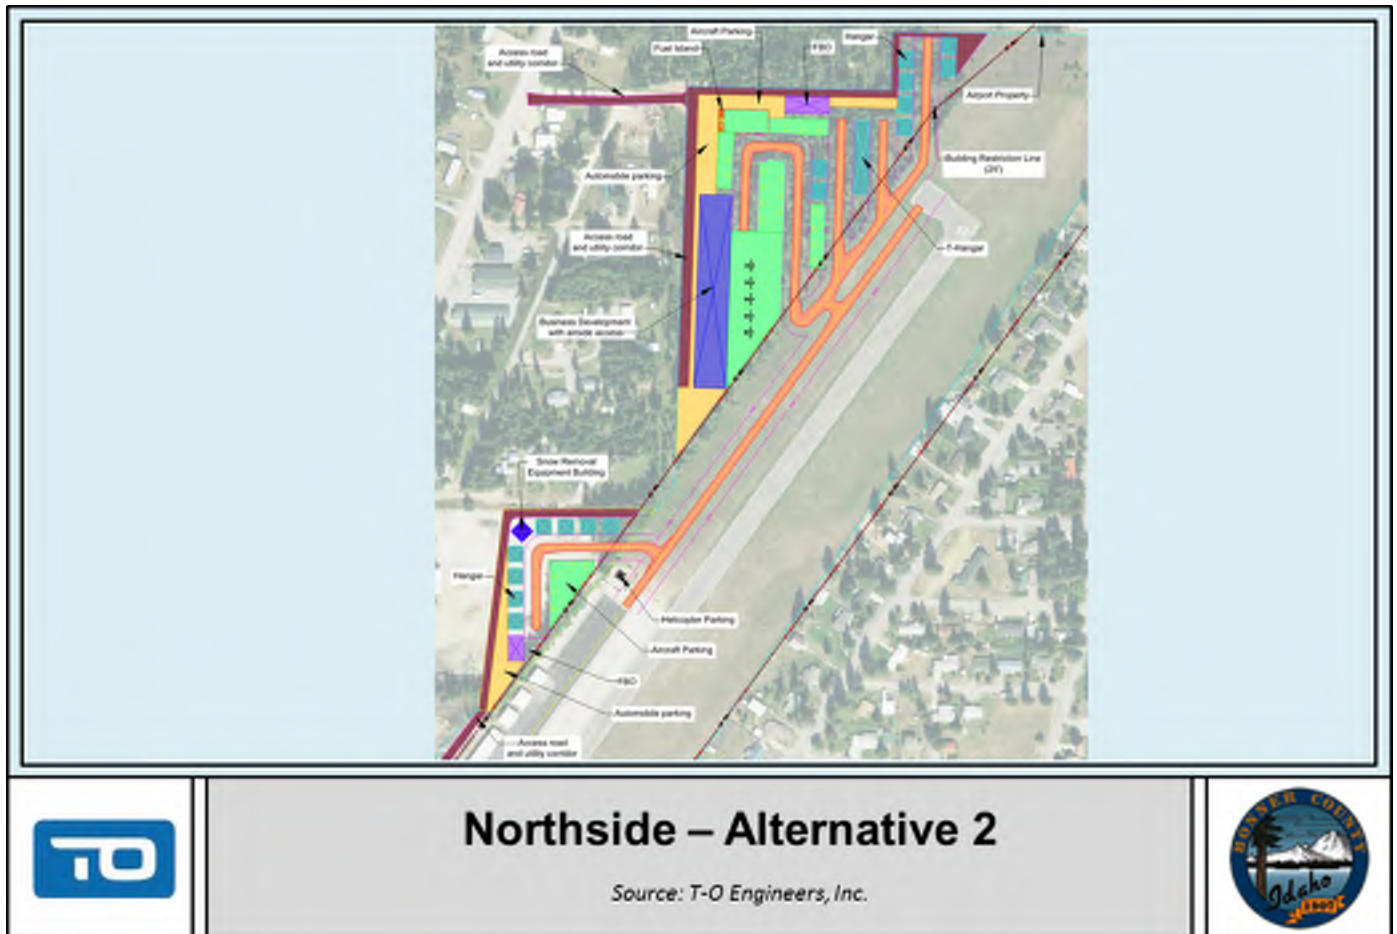 Aircraft Parking
Fuel Island
FBO
Hangar
Access road
and utility corridor
Airport Property
Building Restriction Line
Automobile parking
Access road
and utility corridor
T-Hangar
Business Development
with airside access
Snow Removal
Equipment Building
Hangar
Helicopter Parking
Aircraft Parking
FBO
Automobile parking
Access road
and utility corridor
TO
Northside – Alternative 2
Source: T-O Engineers, Inc.
BONNER COUNTY
Idaho
1907